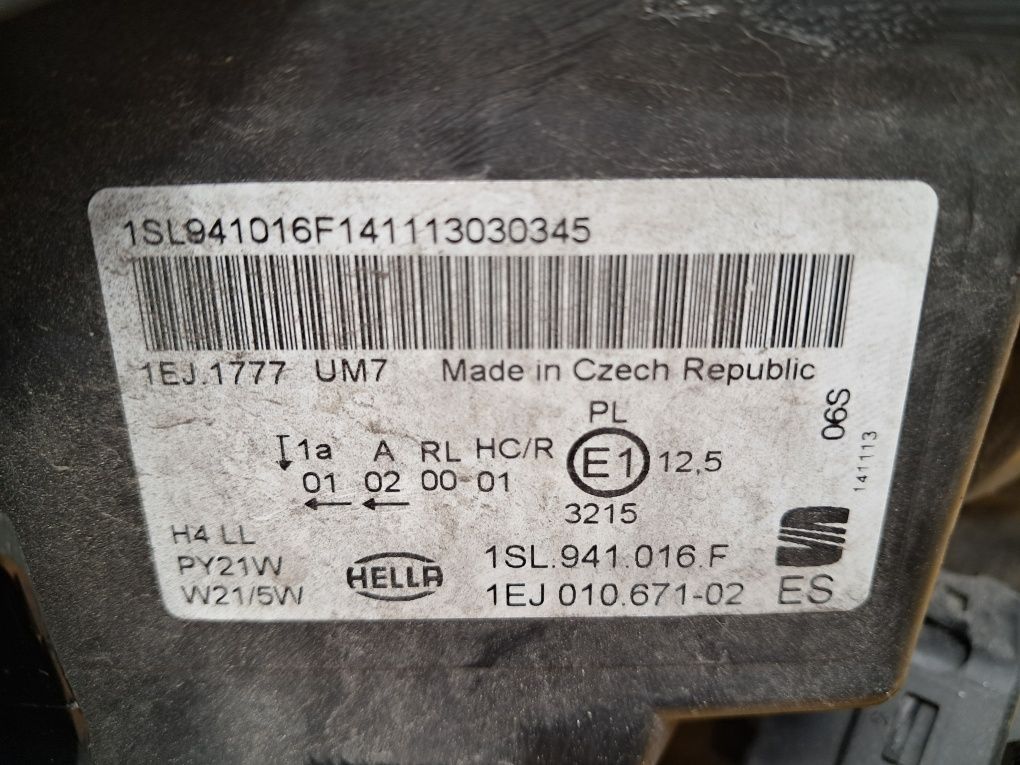 1SL941016F141113030345
1EJ.1777 UM7 Made in Czech Republic
06S
141113
PL
1a A RL HC/R E1 12,5
01 02 00 01
3215
H4 LL
PY21W
W21/5W
HELLA
1SL.941.016.F
1EJ 010.671-02
ES